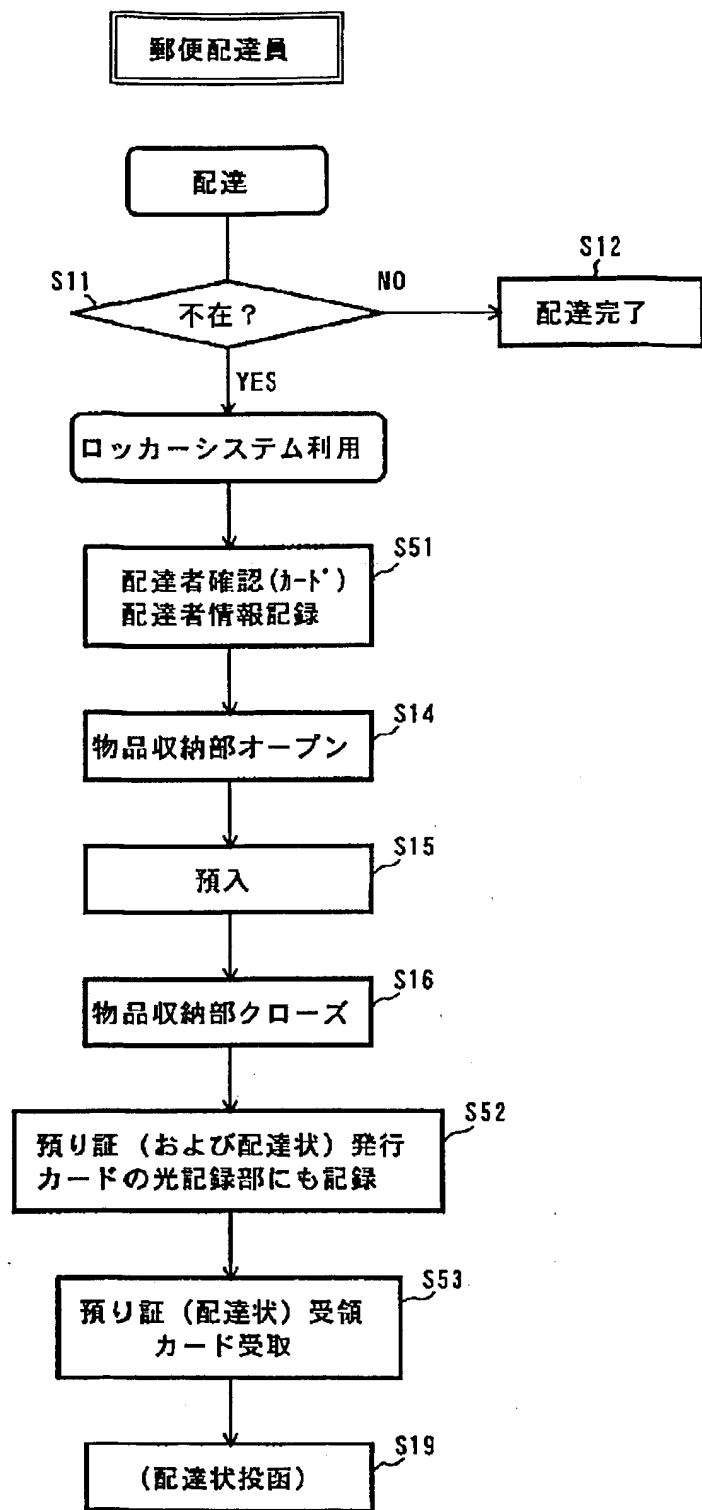 郵便配達員
配達
S11
不在？
NO
S12
配達完了
YES
ロッカーシステム利用
S51
配達者確認(ｶｰﾄﾞ)
配達者情報記録
S14
物品収納部オープン
S15
預入
S16
物品収納部クローズ
S52
預り証（および配達状）発行
カードの光記録部にも記録
S53
預り証（配達状）受領
カード受取
S19
(配達状投函)